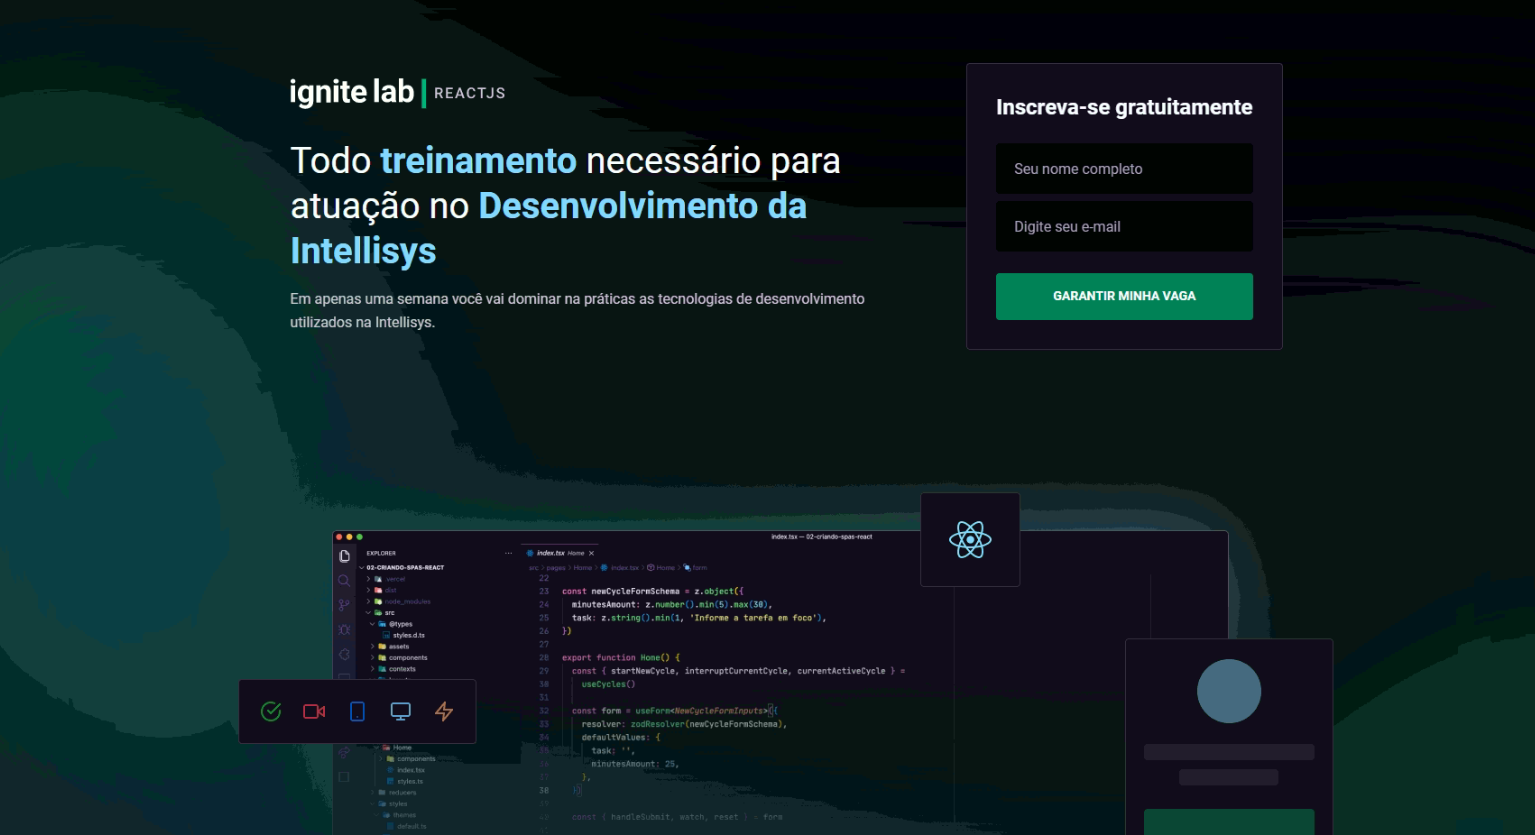 ignite lab REACTJS
Todo treinamento necessário para
atuação no Desenvolvimento da
Intellisys
Em apenas uma semana você vai dominar na práticas as tecnologias de desenvolvimento
utilizados na Intellisys.
Inscreva-se gratuitamente
Seu nome completo
Digite seu e-mail
GARANTIR MINHA VAGA
index.tsx — 02-criando-spas-react
EXPLORER
02-CRIANDO-SPAS-REACT
.vercel
dist
node_modules
src
@types
styles.d.ts
assets
components
contexts
Home
components
index.tsx
styles.ts
reducers
styles
themes
default.ts
index.tsx Home
src > pages > Home > index.tsx > Home > form
22
23 const newCycleFormSchema = z.object({
24 minutesAmount: z.number().min(5).max(30),
25 task: z.string().min(1, 'Informe a tarefa em foco'),
26 })
27
28 export function Home() {
29 const { startNewCycle, interruptCurrentCycle, currentActiveCycle } =
30 useCycles()
31
32 const form = useForm<NewCycleFormInputs>({
33 resolver: zodResolver(newCycleFormSchema),
34 defaultValues: {
35 task: '',
36 minutesAmount: 25,
37 },
38 })
39
const { handleSubmit, watch, reset } = form